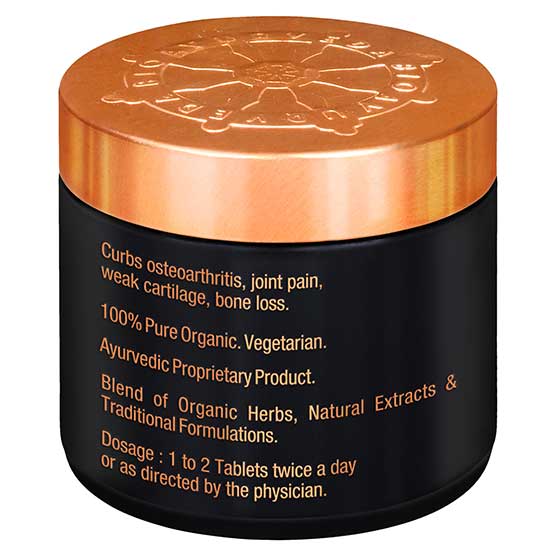 BIOAYURVEDA
Curbs osteoarthritis, joint pain,
weak cartilage, bone loss.
100% Pure Organic. Vegetarian.
Ayurvedic Proprietary Product.
Blend of Organic Herbs, Natural Extracts &
Traditional Formulations.
Dosage : 1 to 2 Tablets twice a day
or as directed by the physician.